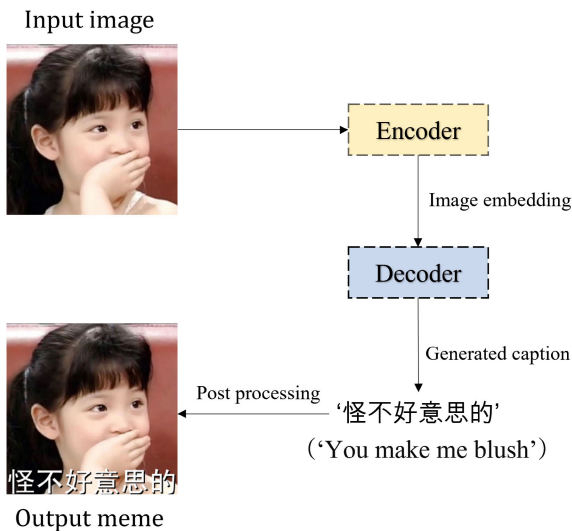 Input image
Encoder
Image embedding
Decoder
Generated caption
Post processing
‘怪不好意思的’
(‘You make me blush’)
怪不好意思的
Output meme